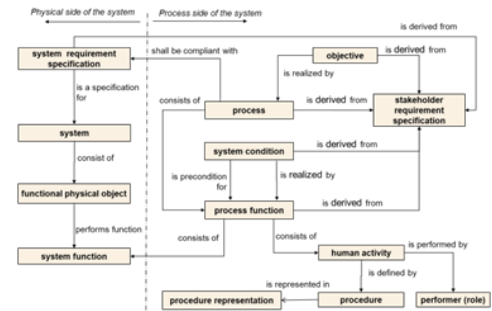 Physical side of the system
Process side of the system
is derived from
system requirement
specification
shall be compliant with
objective
is derived from
is realized by
is a specification
for
consists of
process
is derived from
stakeholder
requirement
specification
system
system condition
is derived from
consist of
is precondition
for
is realized by
functional physical object
process function
is derived from
performs function
consists of
consists of
system function
human activity
is performed by
is defined by
is represented in
procedure representation
procedure
performer (role)